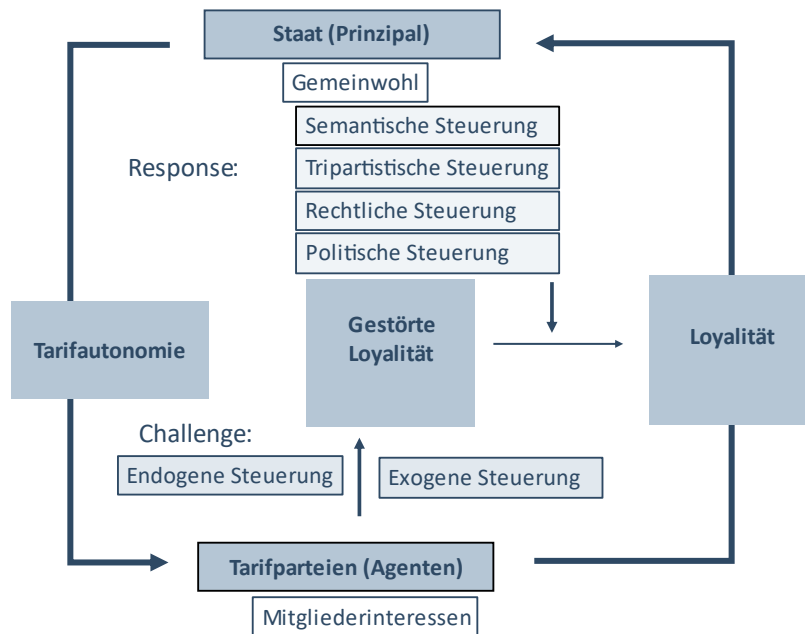 Staat (Prinzipal)
Gemeinwohl
Semantische Steuerung
Response:
Tripartistische Steuerung
Rechtliche Steuerung
Politische Steuerung
Tarifautonomie
Gestörte
Loyalität
Loyalität
Challenge:
Endogene Steuerung
Exogene Steuerung
Tarifparteien (Agenten)
Mitgliederinteressen